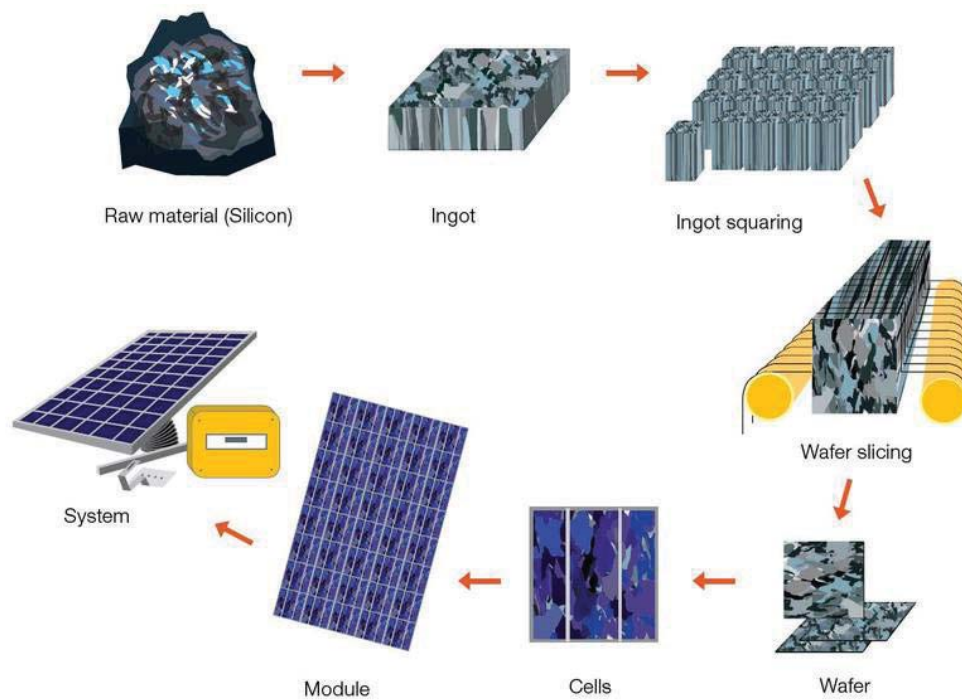 Raw material (Silicon)
Ingot
Ingot squaring
Wafer slicing
Wafer
Cells
Module
System